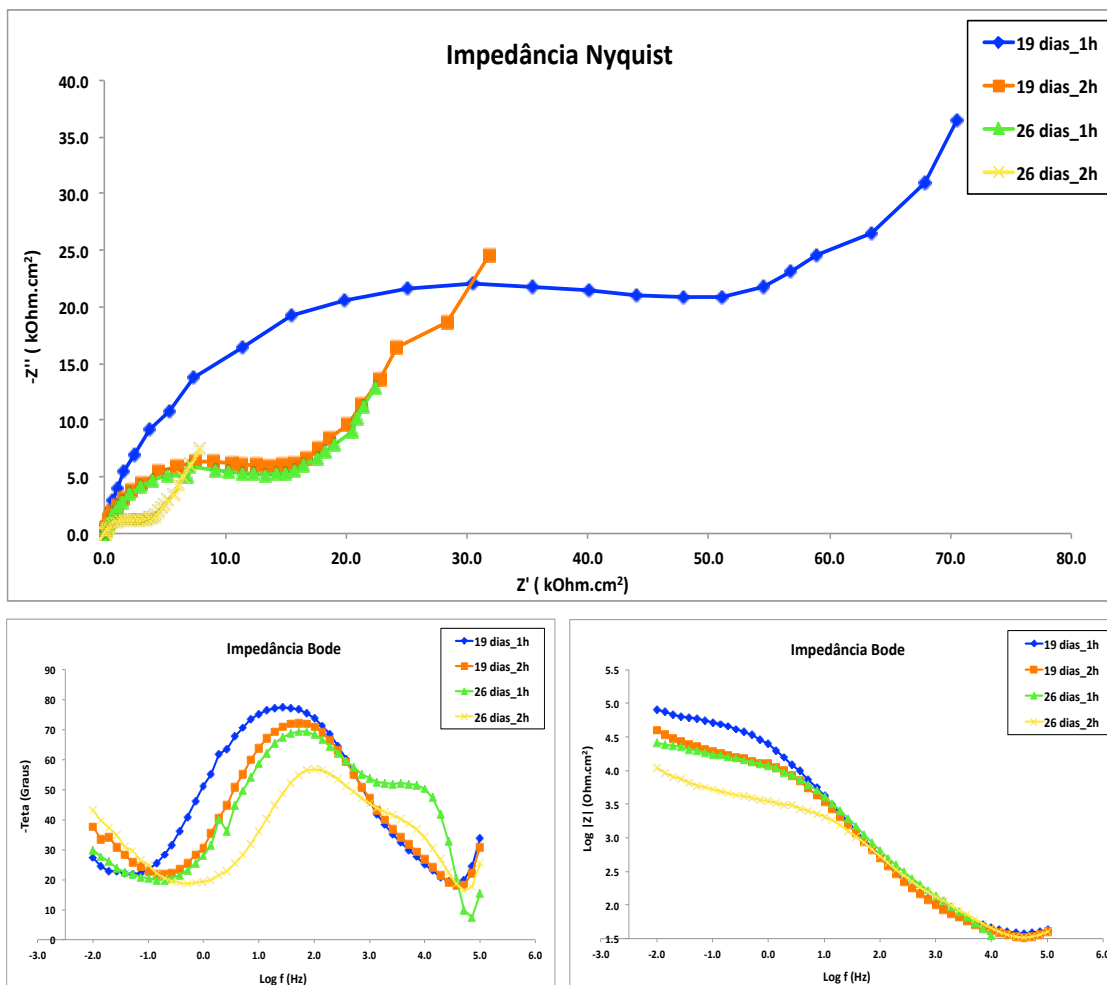 Impedância Nyquist
19 dias_1h
19 dias_2h
26 dias_1h
26 dias_2h
40.0
35.0
30.0
25.0
20.0
15.0
10.0
5.0
0.0
-Z'' ( kOhm.cm²)
0.0 10.0 20.0 30.0 40.0 50.0 60.0 70.0 80.0
Z' ( kOhm.cm²)
Impedância Bode
19 dias_1h
19 dias_2h
26 dias_1h
26 dias_2h
90
80
70
60
50
40
30
20
10
0
-Teta (Graus)
-3.0 -2.0 -1.0 0.0 1.0 2.0 3.0 4.0 5.0 6.0
Log f (Hz)
Impedância Bode
19 dias_1h
19 dias_2h
26 dias_1h
26 dias_2h
5.5
5.0
4.5
4.0
3.5
3.0
2.5
2.0
1.5
Log |Z| (Ohm.cm²)
-3.0 -2.0 -1.0 0.0 1.0 2.0 3.0 4.0 5.0 6.0
Log f (Hz)